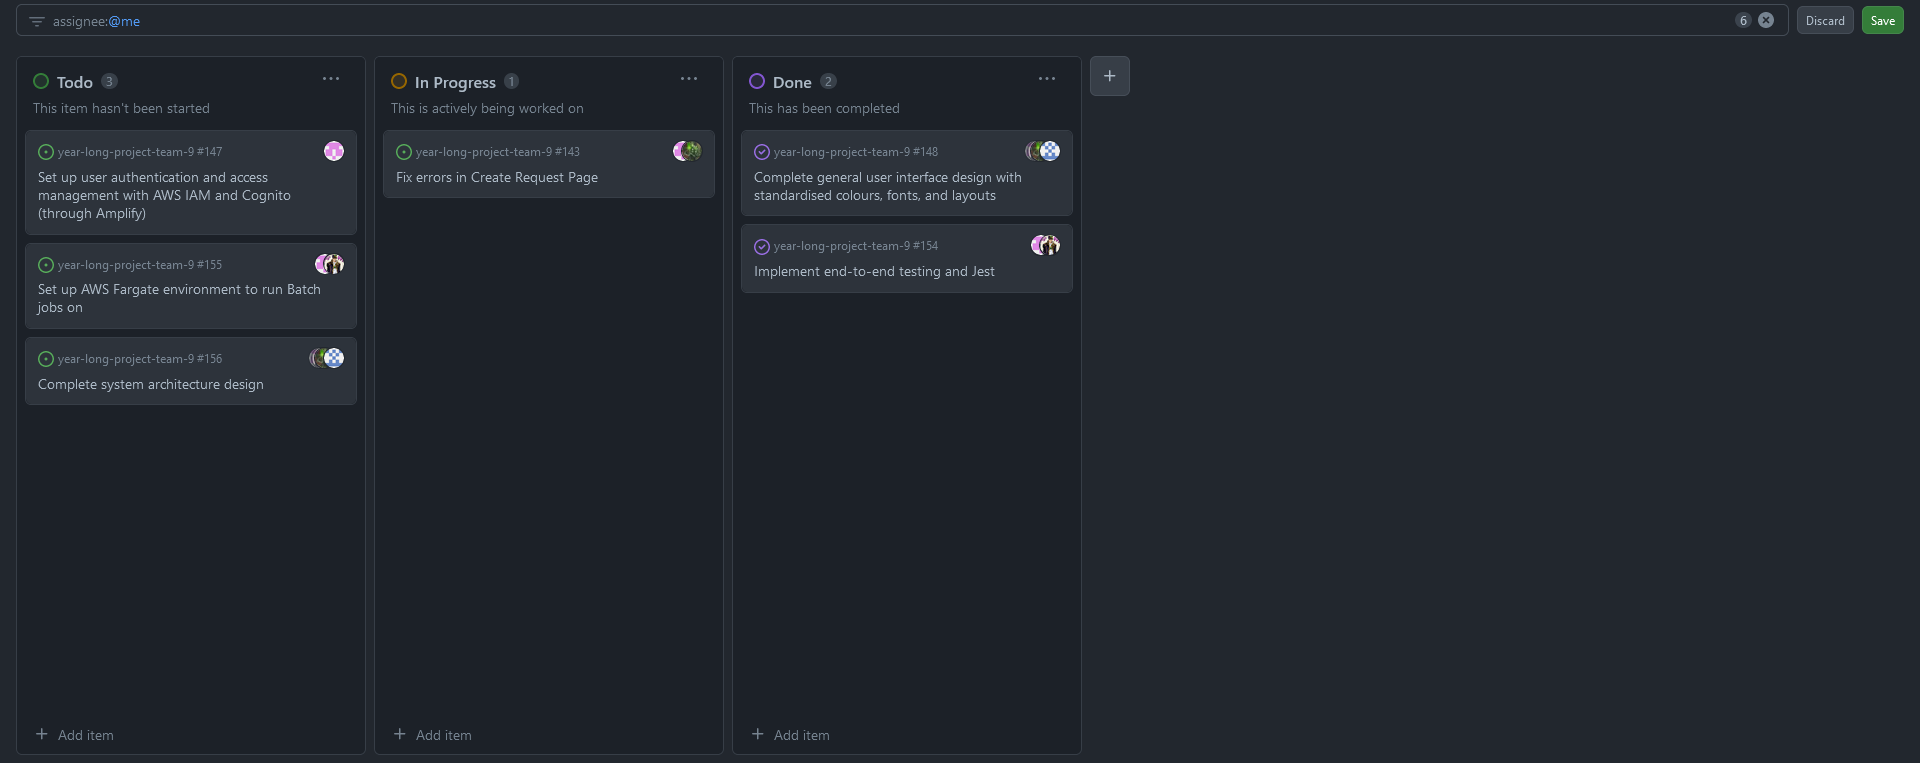 assignee:@me
6
Discard
Save
Todo 3
This item hasn't been started
year-long-project-team-9 #147
Set up user authentication and access
management with AWS IAM and Cognito
(through Amplify)
year-long-project-team-9 #155
Set up AWS Fargate environment to run Batch
jobs on
year-long-project-team-9 #156
Complete system architecture design
+ Add item
In Progress 1
This is actively being worked on
year-long-project-team-9 #143
Fix errors in Create Request Page
+ Add item
Done 2
This has been completed
year-long-project-team-9 #148
Complete general user interface design with
standardised colours, fonts, and layouts
year-long-project-team-9 #154
Implement end-to-end testing and Jest
+ Add item
+